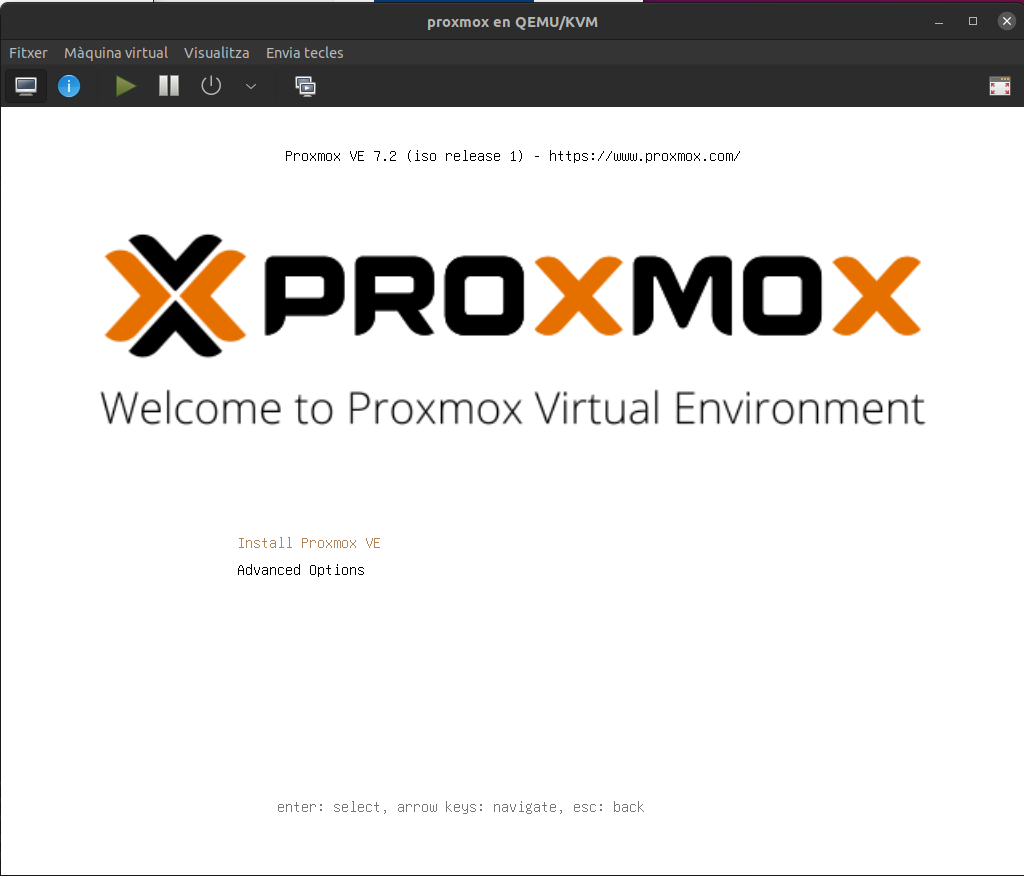 proxmox en QEMU/KVM
Fitxer Màquina virtual Visualitza Envia tecles
Proxmox VE 7.2 (iso release 1) - https://www.proxmox.com/
PROXMOX
Welcome to Proxmox Virtual Environment
Install Proxmox VE
Advanced Options
enter: select, arrow keys: navigate, esc: back